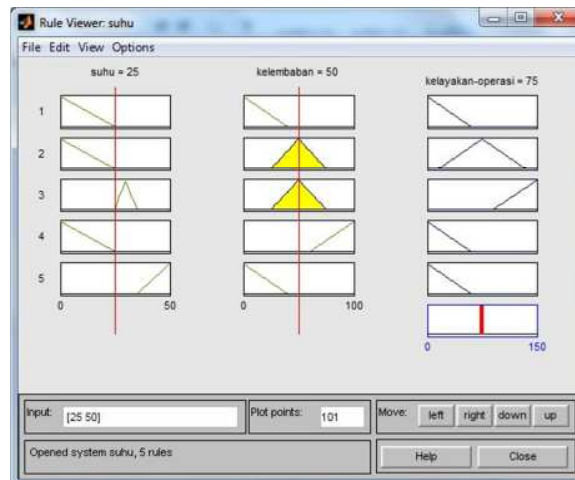 Rule Viewer: suhu
File Edit View Options
suhu = 25
kelembaban = 50
kelayakan-operasi = 75
1
2
3
4
5
0
50
0
100
0
150
Input:
[25 50]
Plot points:
101
Move:
left
right
down
up
Opened system suhu, 5 rules
Help
Close